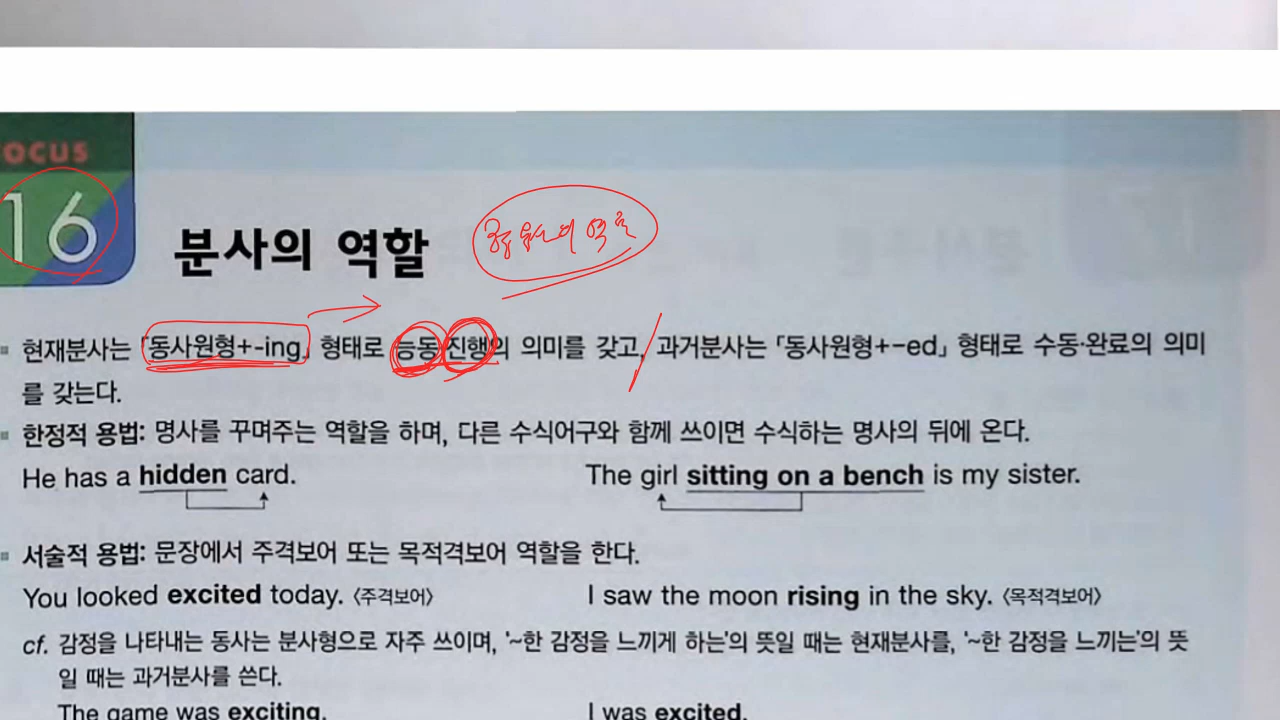 FOCUS
16
분사의 역할
현재분사는 「동사원형+-ing」 형태로 능동·진행의 의미를 갖고, 과거분사는 「동사원형+-ed」 형태로 수동·완료의 의미
를 갖는다.
한정적 용법: 명사를 꾸며주는 역할을 하며, 다른 수식어구와 함께 쓰이면 수식하는 명사의 뒤에 온다.
He has a hidden card. The girl sitting on a bench is my sister.
서술적 용법: 문장에서 주격보어 또는 목적격보어 역할을 한다.
You looked excited today. 〈주격보어〉 I saw the moon rising in the sky. 〈목적격보어〉
cf. 감정을 나타내는 동사는 분사형으로 자주 쓰이며, '~한 감정을 느끼게 하는'의 뜻일 때는 현재분사를, '~한 감정을 느끼는'의 뜻
일 때는 과거분사를 쓴다.
The game was exciting. I was excited.